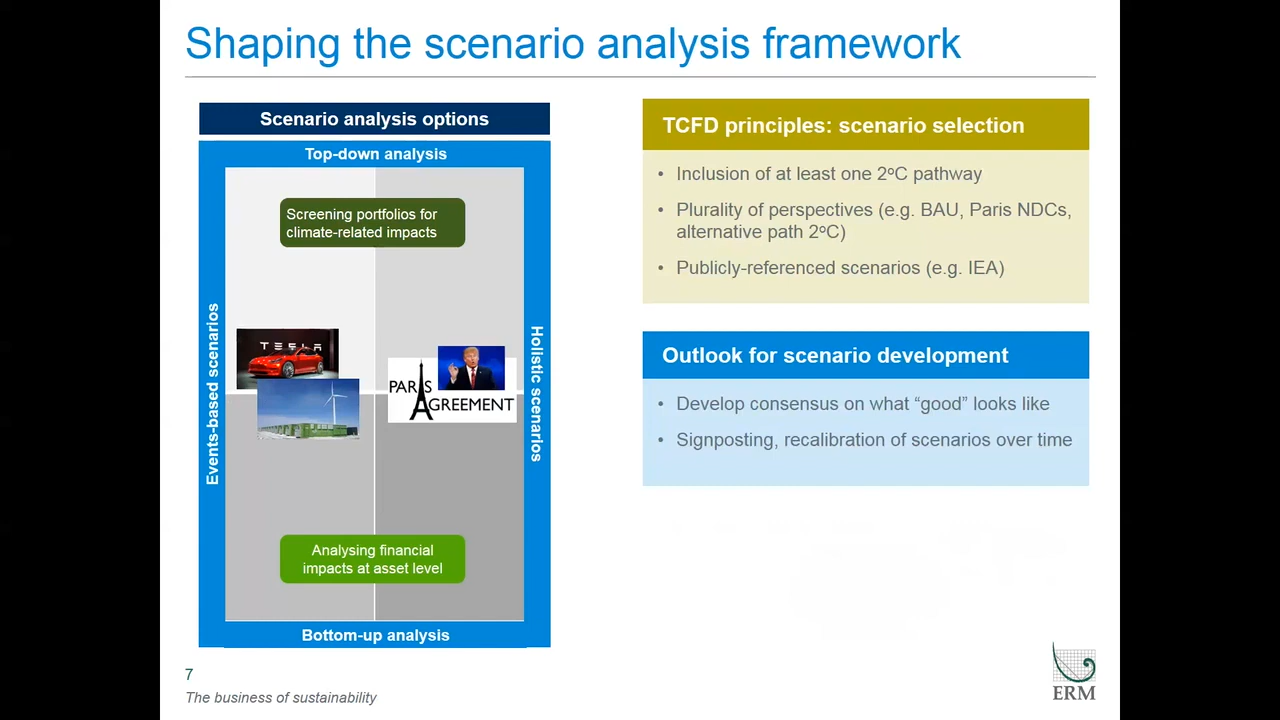 Shaping the scenario analysis framework
Scenario analysis options
Top-down analysis
Screening portfolios for
climate-related impacts
Events-based scenarios
Holistic scenarios
TESLA
PARIS
AGREEMENT
Analysing financial
impacts at asset level
Bottom-up analysis
TCFD principles: scenario selection
• Inclusion of at least one 2ºC pathway
• Plurality of perspectives (e.g. BAU, Paris NDCs,
alternative path 2ºC)
• Publicly-referenced scenarios (e.g. IEA)
Outlook for scenario development
• Develop consensus on what “good” looks like
• Signposting, recalibration of scenarios over time
7
The business of sustainability
ERM